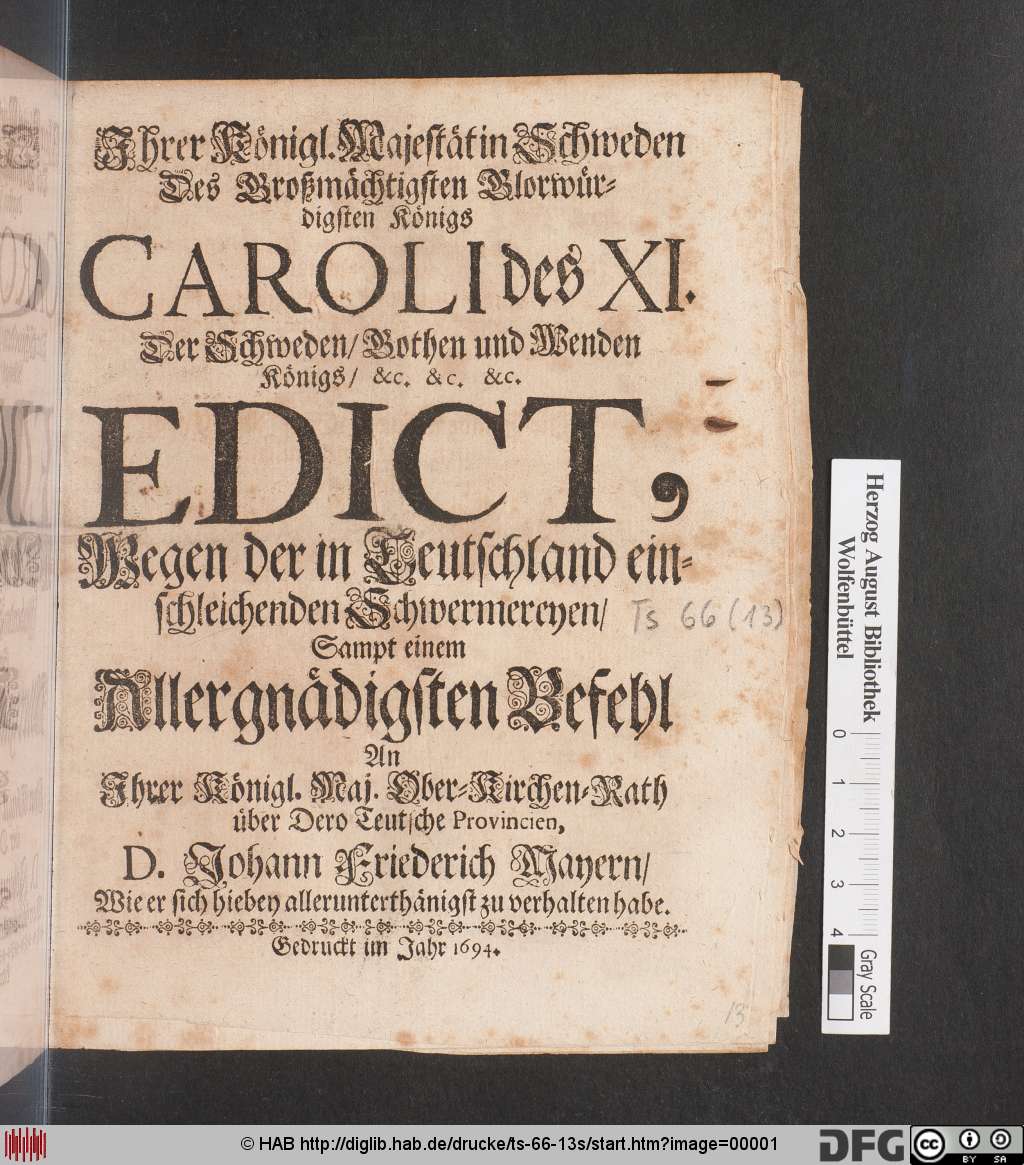 Ihrer Königl. Majestät in Schweden
Des Großmächtigsten Glorwür-
digsten Königs
CAROLI des XI.
Der Schweden/ Gothen und Wenden
Königs/ &c. &c. &c.
EDICT,
Wegen der in Teutschland ein-
schleichenden Schwermereyen/
Ts 66 (13)
Sampt einem
Allergnädigsten Befehl
An
Ihrer Königl. Maj. Ober-Kirchen-Rath
über Dero Teutsche Provincien,
D. Johann Friederich Mayern/
Wie er sich hiebey allerunterthänigst zu verhalten habe.
Gedruckt im Jahr 1694.
13
Herzog August Bibliothek
Wolfenbüttel
0 1 2 3 4
Gray Scale
© HAB http://diglib.hab.de/drucke/ts-66-13s/start.htm?image=00001
DFG
cc BY SA